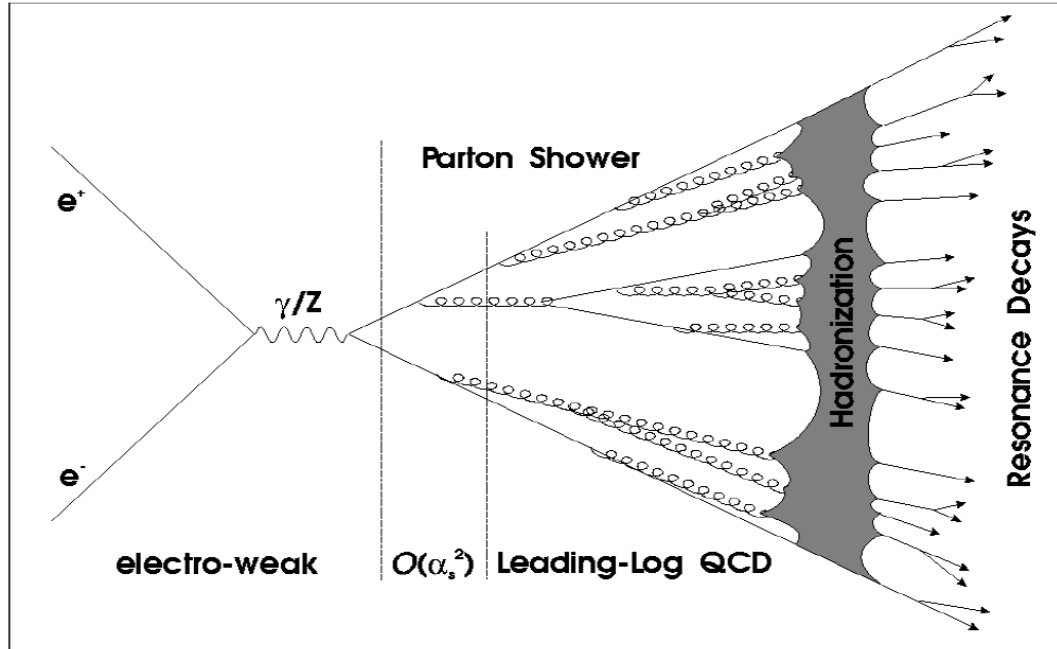 Parton Shower
e⁺
γ/Z
Hadronization
Resonance Decays
e⁻
electro-weak
O(αₛ²)
Leading-Log QCD